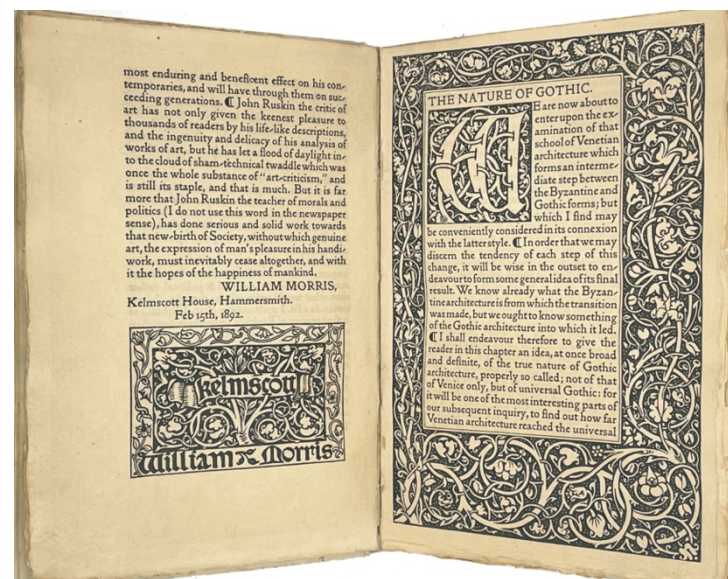 most enduring and beneficent effect on his con-
temporaries, and will have through them on suc-
ceeding generations. ¶ John Ruskin the critic of
art has not only given the keenest pleasure to
thousands of readers by his life-like descriptions,
and the ingenuity and delicacy of his analysis of
works of art, but he has let a flood of daylight in-
to the cloud of sham-technical twaddle which was
once the whole substance of "art-criticism," and
is still its staple, and that is much. But it is far
more that John Ruskin the teacher of morals and
politics (I do not use this word in the newspaper
sense), has done serious and solid work towards
that new-birth of Society, without which genuine
art, the expression of man's pleasure in his handi-
work, must inevitably cease altogether, and with
it the hopes of the happiness of mankind.
WILLIAM MORRIS,
Kelmscott House, Hammersmith.
Feb 15th, 1892.
kelmscott
William Morris
THE NATURE OF GOTHIC.
WE are now about to
enter upon the ex-
amination of that
school of Venetian
architecture which
forms an interme-
diate step between
the Byzantine and
Gothic forms; but
which I find may
be conveniently considered in its connexion
with the latter style. ¶ In order that we may
discern the tendency of each step of this
change, it will be wise in the outset to en-
deavour to form some general idea of its final
result. We know already what the Byzan-
tine architecture is from which the transition
was made, but we ought to know something
of the Gothic architecture into which it led.
¶ I shall endeavour therefore to give the
reader in this chapter an idea, at once broad
and definite, of the true nature of Gothic
architecture, properly so called; not of that
of Venice only, but of universal Gothic: for
it will be one of the most interesting parts of
our subsequent inquiry, to find out how far
Venetian architecture reached the universal